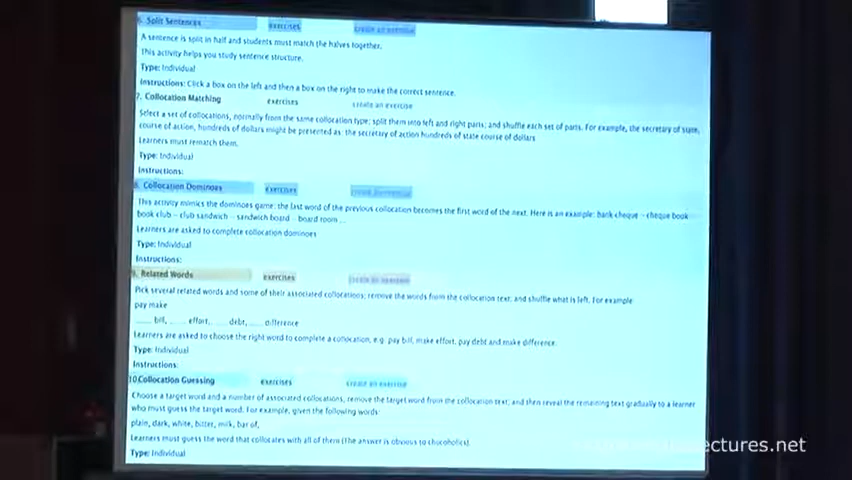 6. Split Sentences exercises create an exercise
A sentence is split in half and students must match the halves together.
This activity helps you study sentence structure.
Type: Individual
Instructions: Click a box on the left and then a box on the right to make the correct sentence.
7. Collocation Matching exercises create an exercise
Select a set of collocations, normally from the same collocation type; split them into left and right parts; and shuffle each set of parts. For example, the secretary of state,
course of action, hundreds of dollars might be presented as: the secretary of action hundreds of state course of dollars
Learners must rematch them.
Type: Individual
Instructions:
8. Collocation Dominoes exercises create an exercise
This activity mimics the dominoes game: the last word of the previous collocation becomes the first word of the next. Here is an example: bank cheque - cheque book
book club - club sandwich - sandwich board - board room ...
Learners are asked to complete collocation dominoes
Type: Individual
Instructions:
9. Related Words exercises create an exercise
Pick several related words and some of their associated collocations; remove the words from the collocation text; and shuffle what is left. For example
pay make
____ bill, ____ effort, ____ debt, ____ difference
Learners are asked to choose the right word to complete a collocation, e.g. pay bill, make effort, pay debt and make difference.
Type: Individual
Instructions:
10. Collocation Guessing exercises create an exercise
Choose a target word and a number of associated collocations, remove the target word from the collocation text; and then reveal the remaining text gradually to a learner
who must guess the target word. For example, given the following words:
plain, dark, white, bitter, milk, bar of,
Learners must guess the word that collocates with all of them (The answer is obvious to chocoholics).
Type: Individual
ectures.net